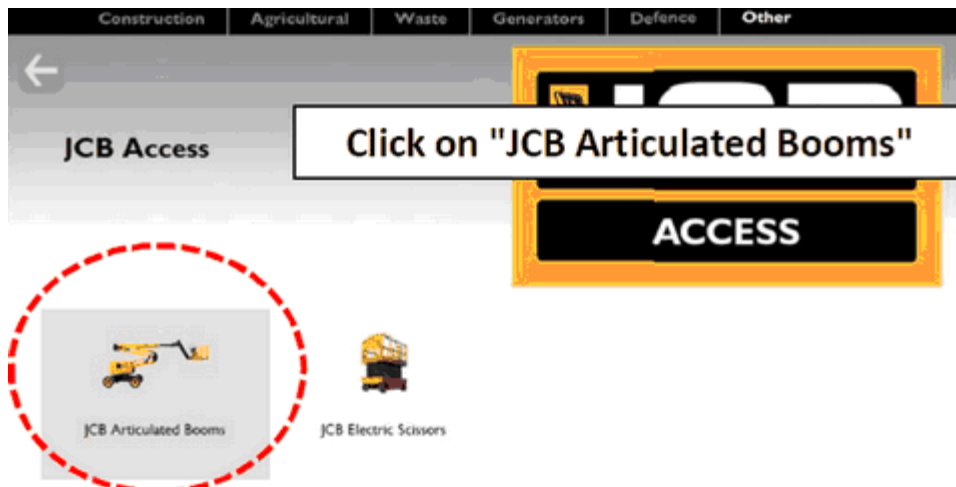 Construction Agricultural Waste Generators Defence Other
JCB Access
Click on "JCB Articulated Booms"
ACCESS
JCB Articulated Booms JCB Electric Scissors